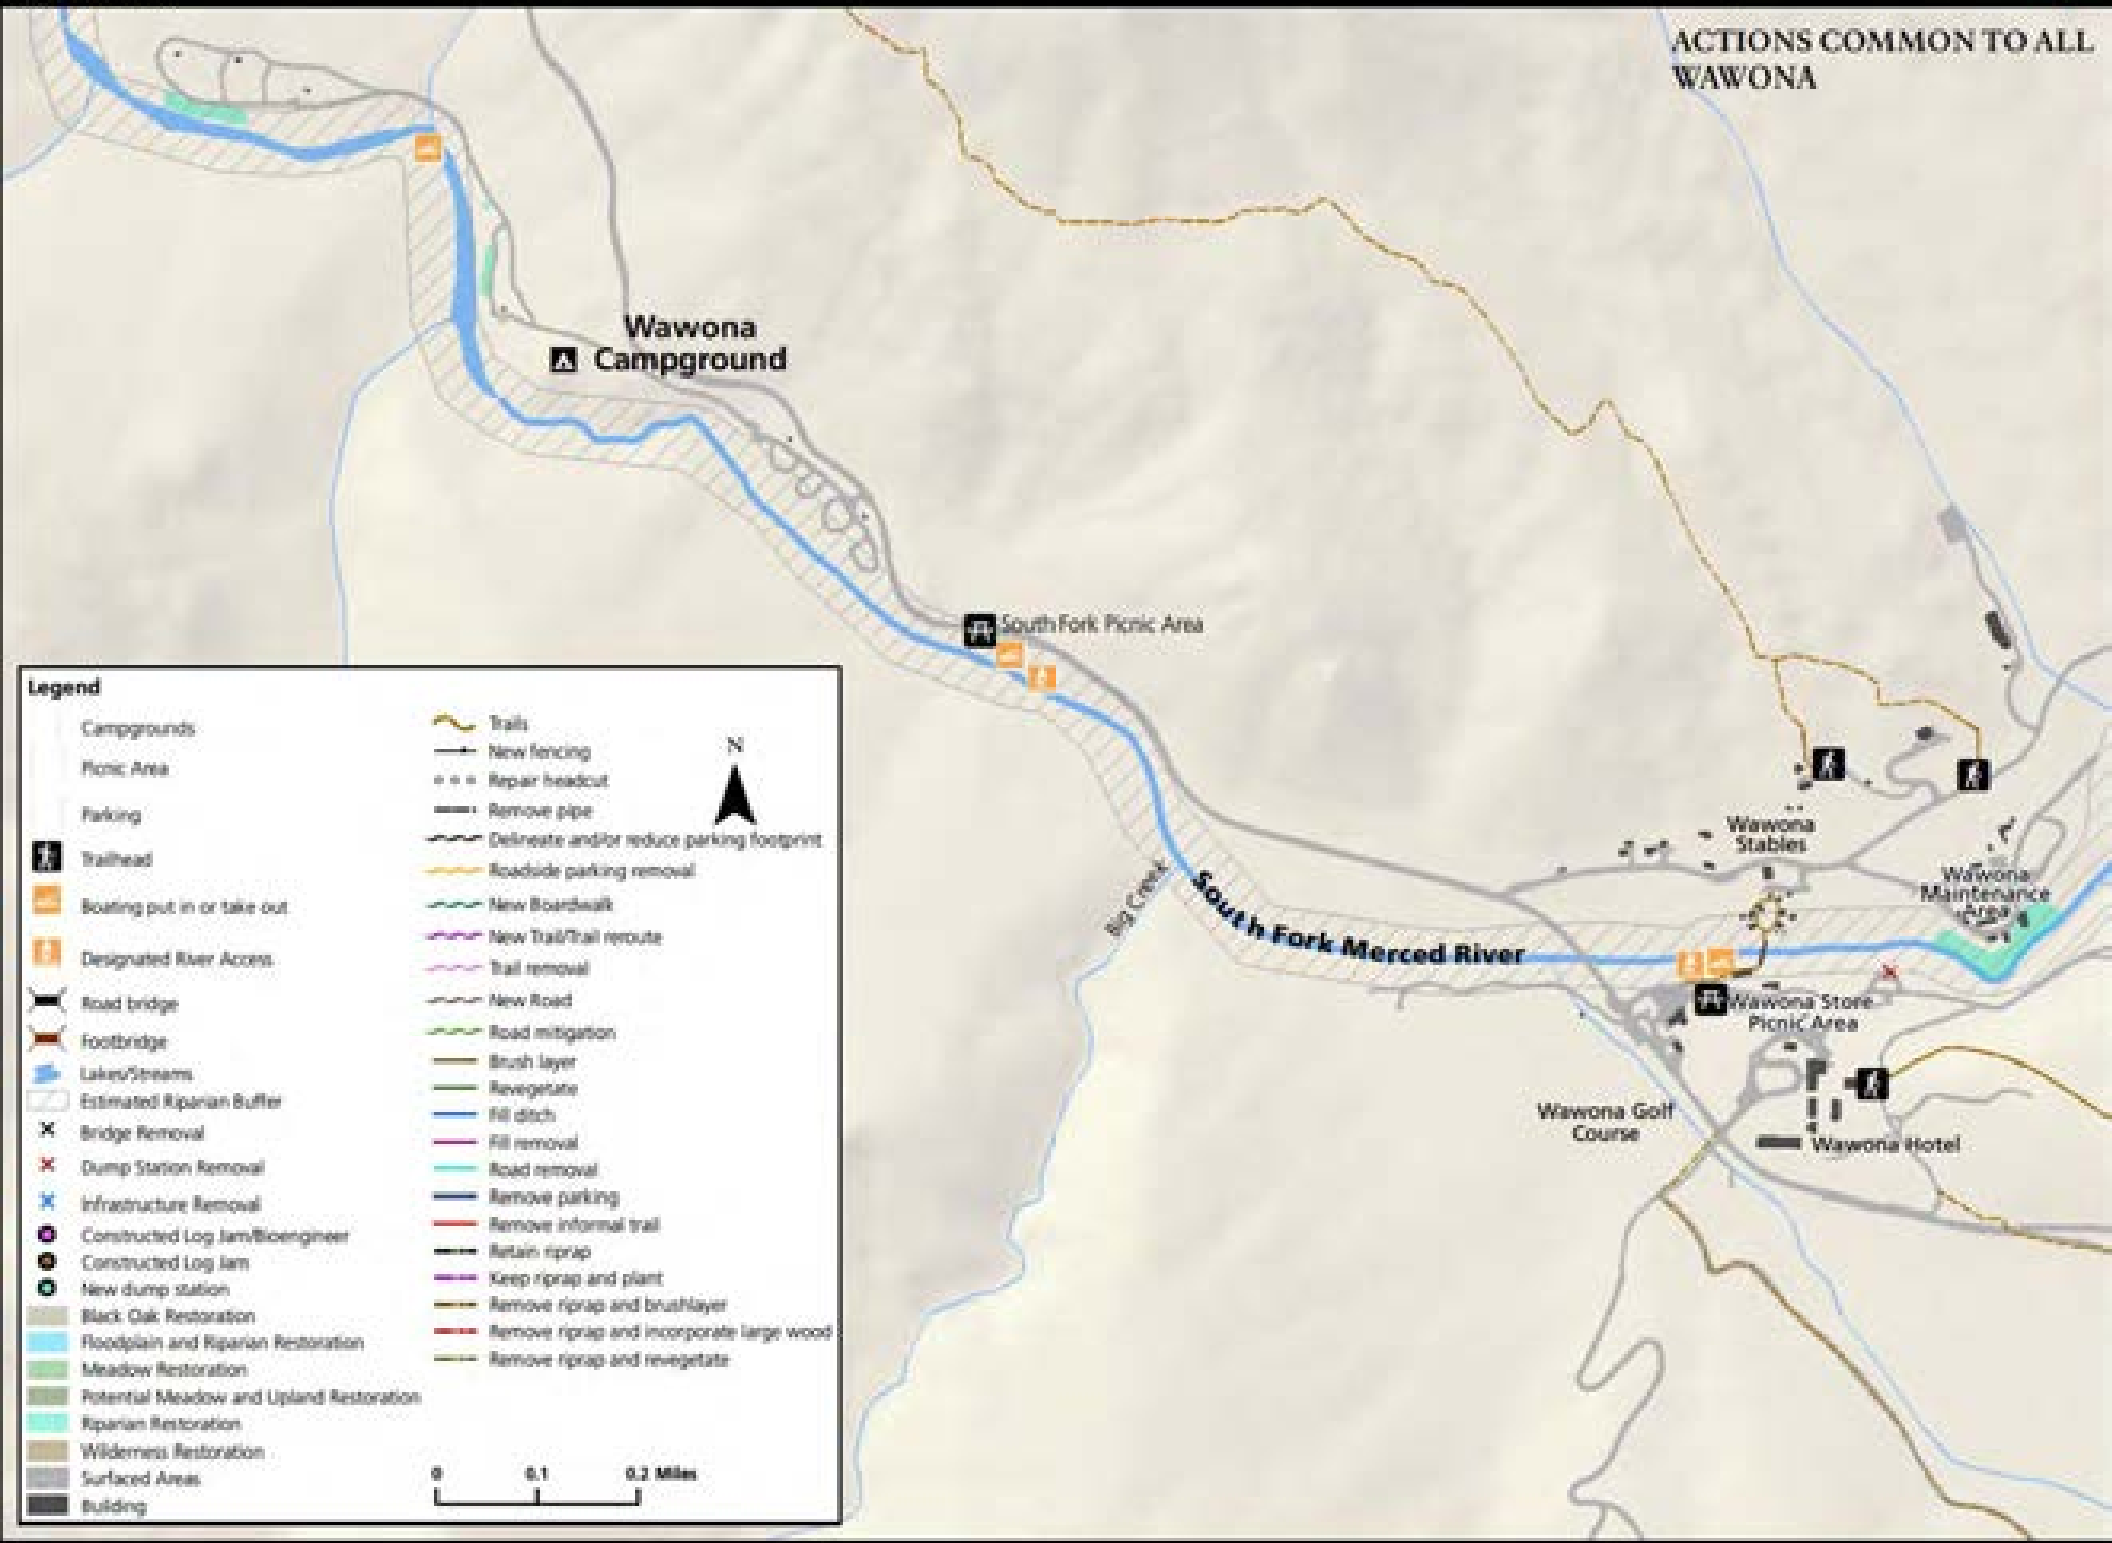 ACTIONS COMMON TO ALL
WAWONA
Wawona
Campground
South Fork Picnic Area
Wawona
Stables
Wawona
Maintenance
Area
Big Creek
South Fork Merced River
Wawona Store
Picnic Area
Wawona Golf
Course
Wawona Hotel
Legend
Campgrounds
Picnic Area
Parking
Trailhead
Boating put in or take out
Designated River Access
Road bridge
Footbridge
Lakes/Streams
Estimated Riparian Buffer
Bridge Removal
Dump Station Removal
Infrastructure Removal
Constructed Log Jam/Bioengineer
Constructed Log Jam
New dump station
Black Oak Restoration
Floodplain and Riparian Restoration
Meadow Restoration
Potential Meadow and Upland Restoration
Riparian Restoration
Wilderness Restoration
Surfaced Areas
Building
Trails
New fencing
Repair headcut
Remove pipe
Delineate and/or reduce parking footprint
Roadside parking removal
New Boardwalk
New Trail/Trail reroute
Trail removal
New Road
Road mitigation
Brush layer
Revegetate
Fill ditch
Fill removal
Road removal
Remove parking
Remove informal trail
Retain riprap
Keep riprap and plant
Remove riprap and brushlayer
Remove riprap and incorporate large wood
Remove riprap and revegetate
N
0 0.1 0.2 Miles